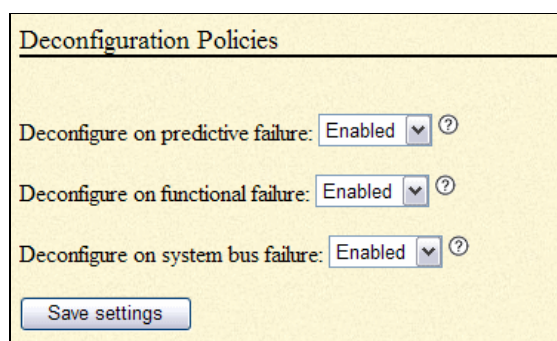 Deconfiguration Policies
Deconfigure on predictive failure: Enabled ?
Deconfigure on functional failure: Enabled ?
Deconfigure on system bus failure: Enabled ?
Save settings